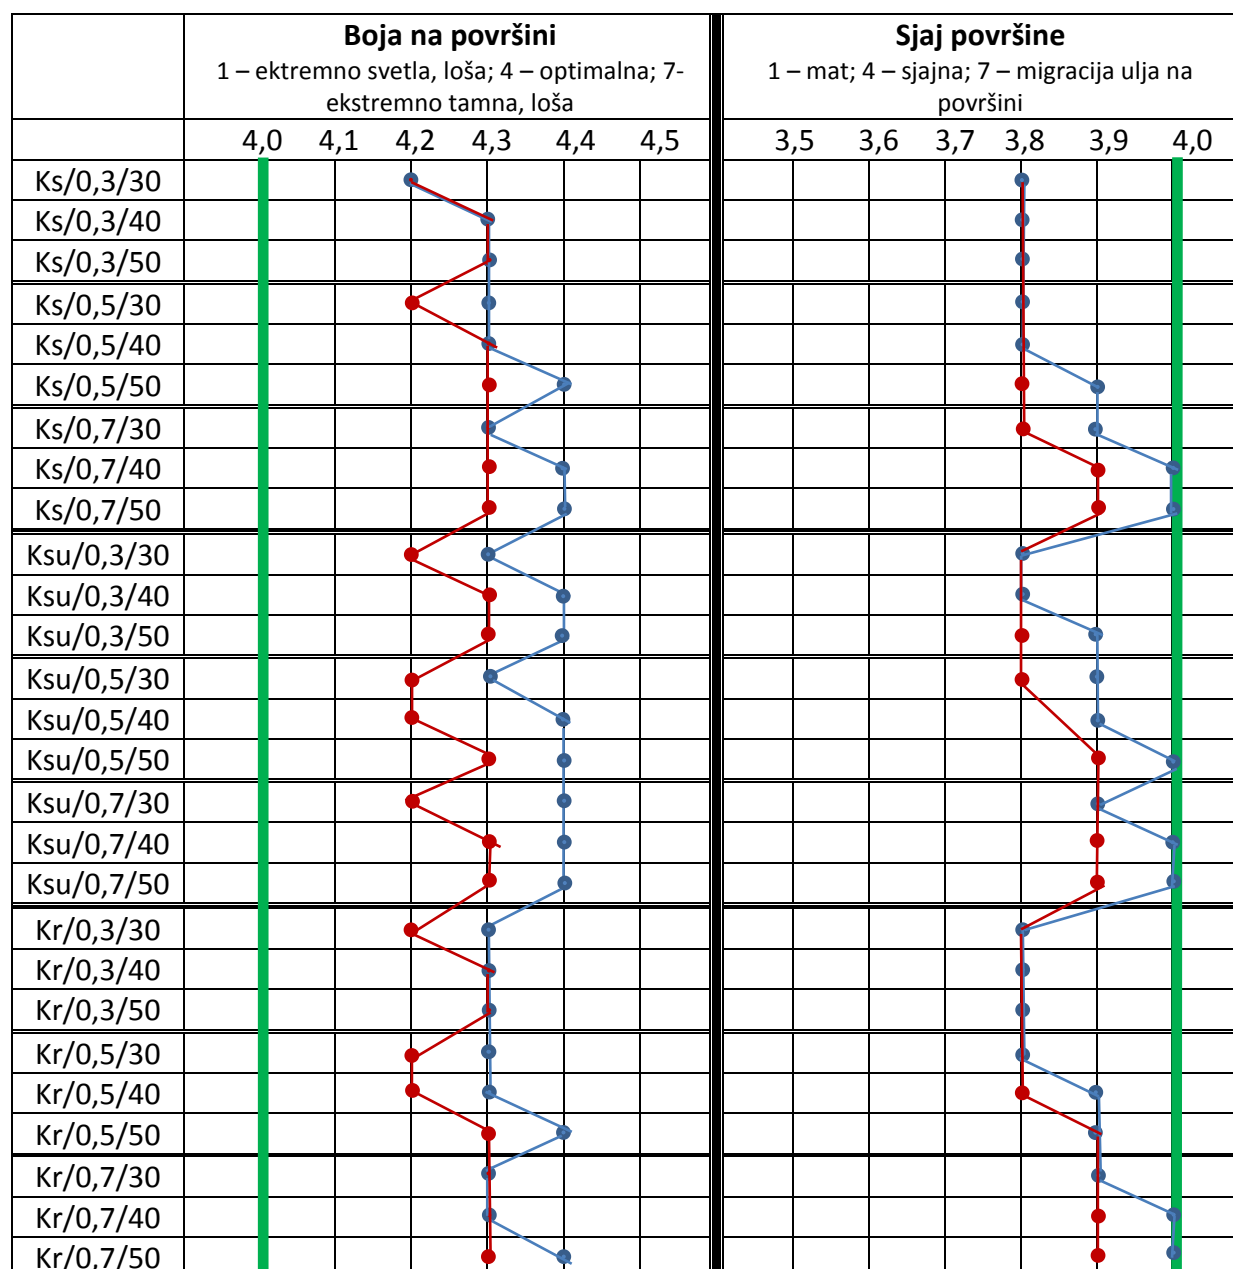 Boja na površini
1 – ektremno svetla, loša; 4 – optimalna; 7-
ekstremno tamna, loša
Sjaj površine
1 – mat; 4 – sjajna; 7 – migracija ulja na
površini
4,0 4,1 4,2 4,3 4,4 4,5 3,5 3,6 3,7 3,8 3,9 4,0
Ks/0,3/30
Ks/0,3/40
Ks/0,3/50
Ks/0,5/30
Ks/0,5/40
Ks/0,5/50
Ks/0,7/30
Ks/0,7/40
Ks/0,7/50
Ksu/0,3/30
Ksu/0,3/40
Ksu/0,3/50
Ksu/0,5/30
Ksu/0,5/40
Ksu/0,5/50
Ksu/0,7/30
Ksu/0,7/40
Ksu/0,7/50
Kr/0,3/30
Kr/0,3/40
Kr/0,3/50
Kr/0,5/30
Kr/0,5/40
Kr/0,5/50
Kr/0,7/30
Kr/0,7/40
Kr/0,7/50